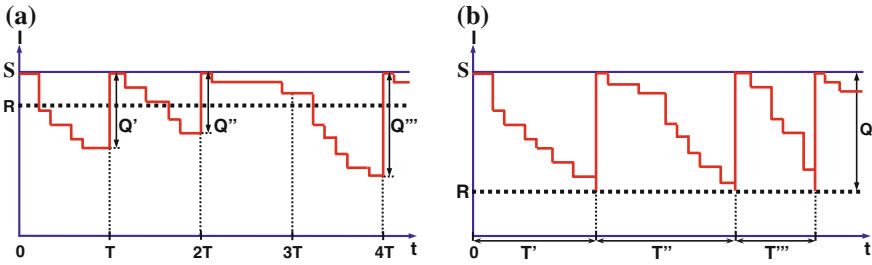 (a)
I
S
R
Q' Q" Q'"
0 T 2T 3T 4T t
(b)
I
S
Q
R
0 T' T" T'" t